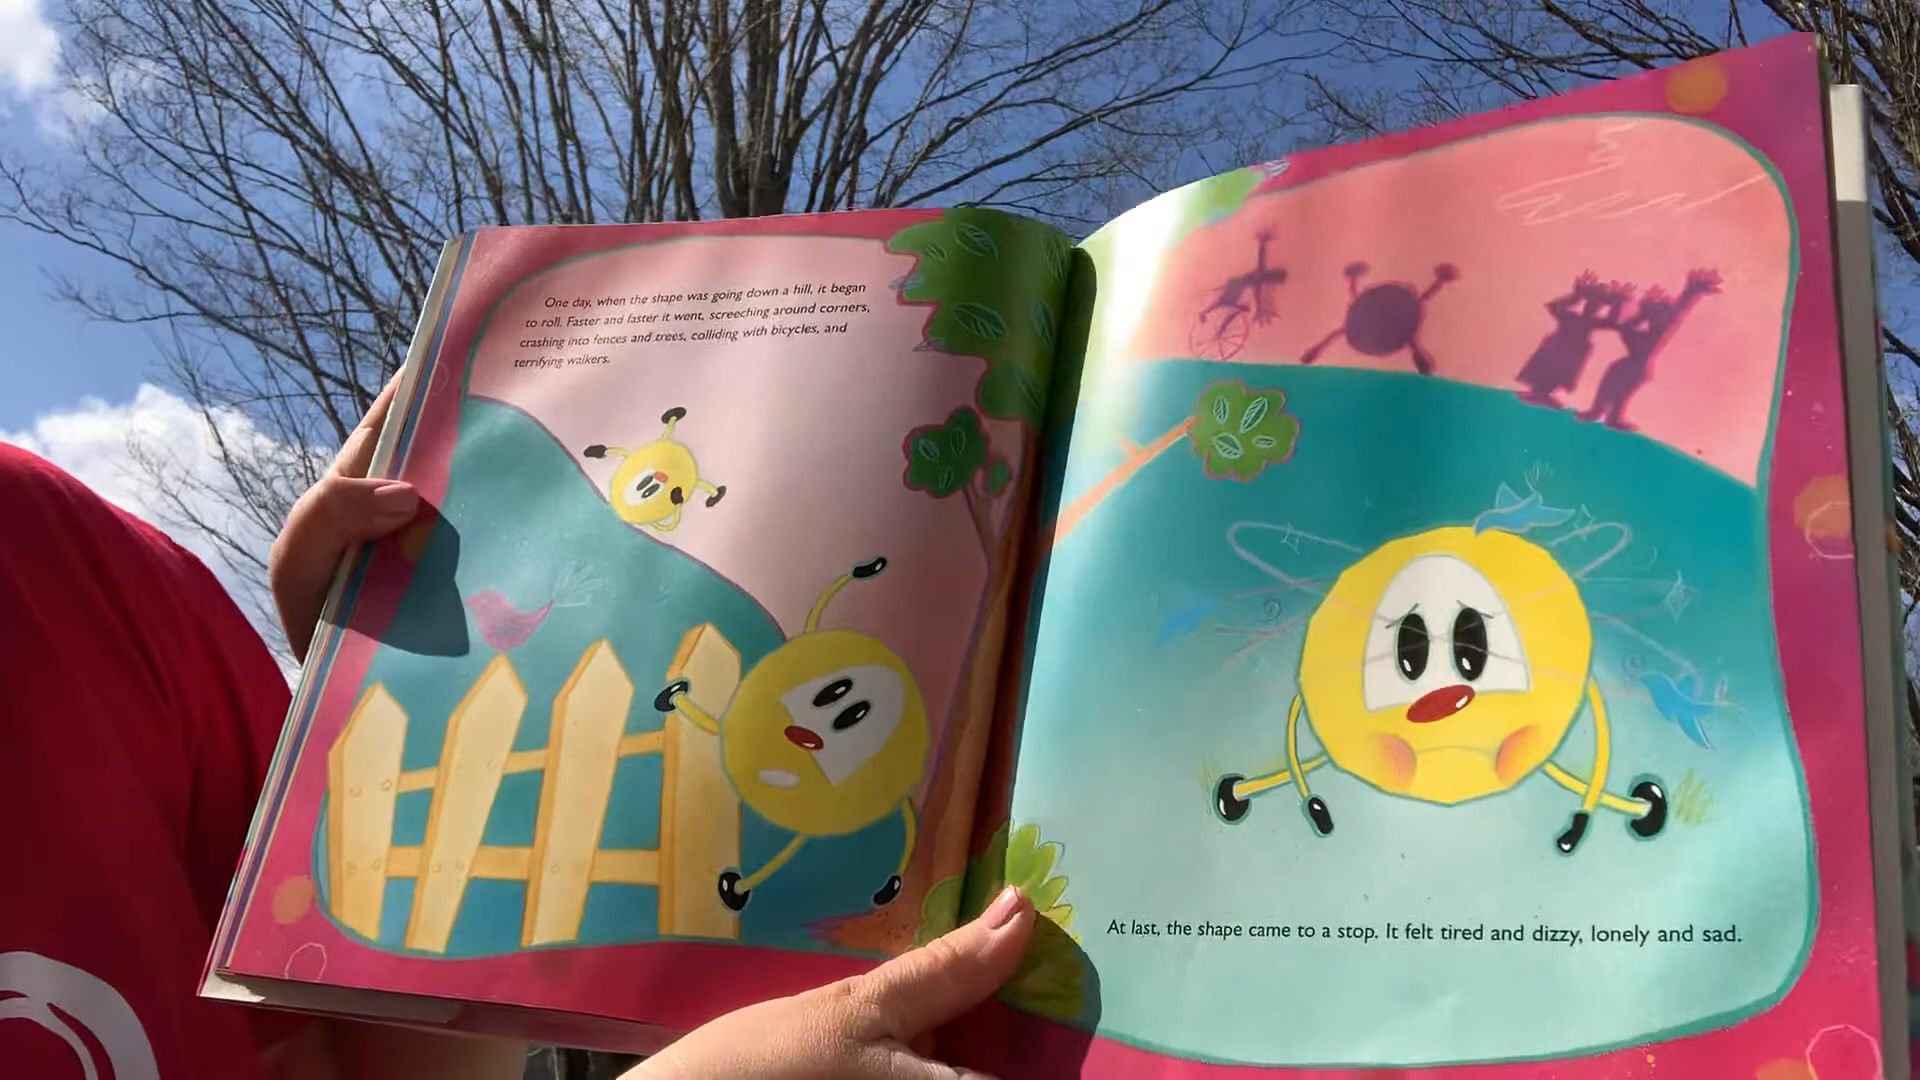 One day, when the shape was going down a hill, it began
to roll. Faster and faster it went, screeching around corners,
crashing into fences and trees, colliding with bicycles, and
terrifying walkers.
At last, the shape came to a stop. It felt tired and dizzy, lonely and sad.